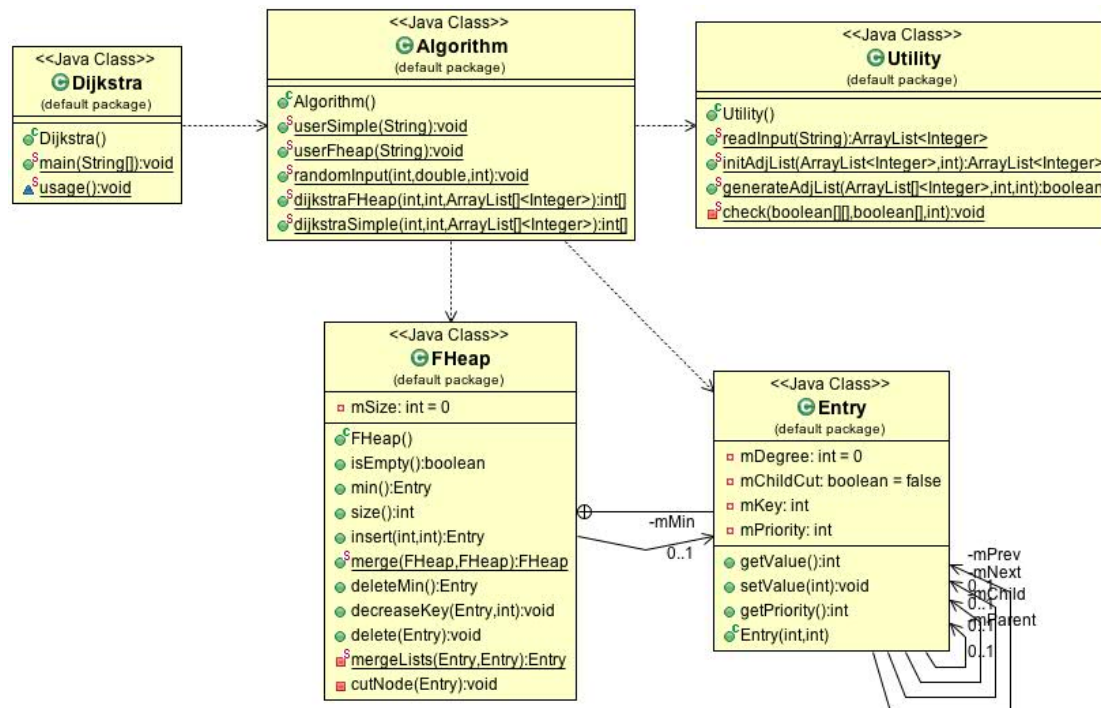 <<Java Class>>
Dijkstra
(default package)
Dijkstra()
main(String[]):void
usage():void
<<Java Class>>
Algorithm
(default package)
Algorithm()
userSimple(String):void
userFheap(String):void
randomInput(int,double,int):void
dijkstraFHeap(int,int,ArrayList[]<Integer>):int[]
dijkstraSimple(int,int,ArrayList[]<Integer>):int[]
<<Java Class>>
Utility
(default package)
Utility()
readInput(String):ArrayList<Integer>
initAdjList(ArrayList<Integer>,int):ArrayList<Integer>
generateAdjList(ArrayList[]<Integer>,int,int):boolean
check(boolean[][],boolean[],int):void
<<Java Class>>
FHeap
(default package)
mSize: int = 0
FHeap()
isEmpty():boolean
min():Entry
size():int
insert(int,int):Entry
merge(FHeap,FHeap):FHeap
deleteMin():Entry
decreaseKey(Entry,int):void
delete(Entry):void
mergeLists(Entry,Entry):Entry
cutNode(Entry):void
-mMin
0..1
<<Java Class>>
Entry
(default package)
mDegree: int = 0
mChildCut: boolean = false
mKey: int
mPriority: int
getValue():int
setValue(int):void
getPriority():int
Entry(int,int)
-mPrev
-mNext
0..1
-mChild
0..1
-mParent
0..1
0..1